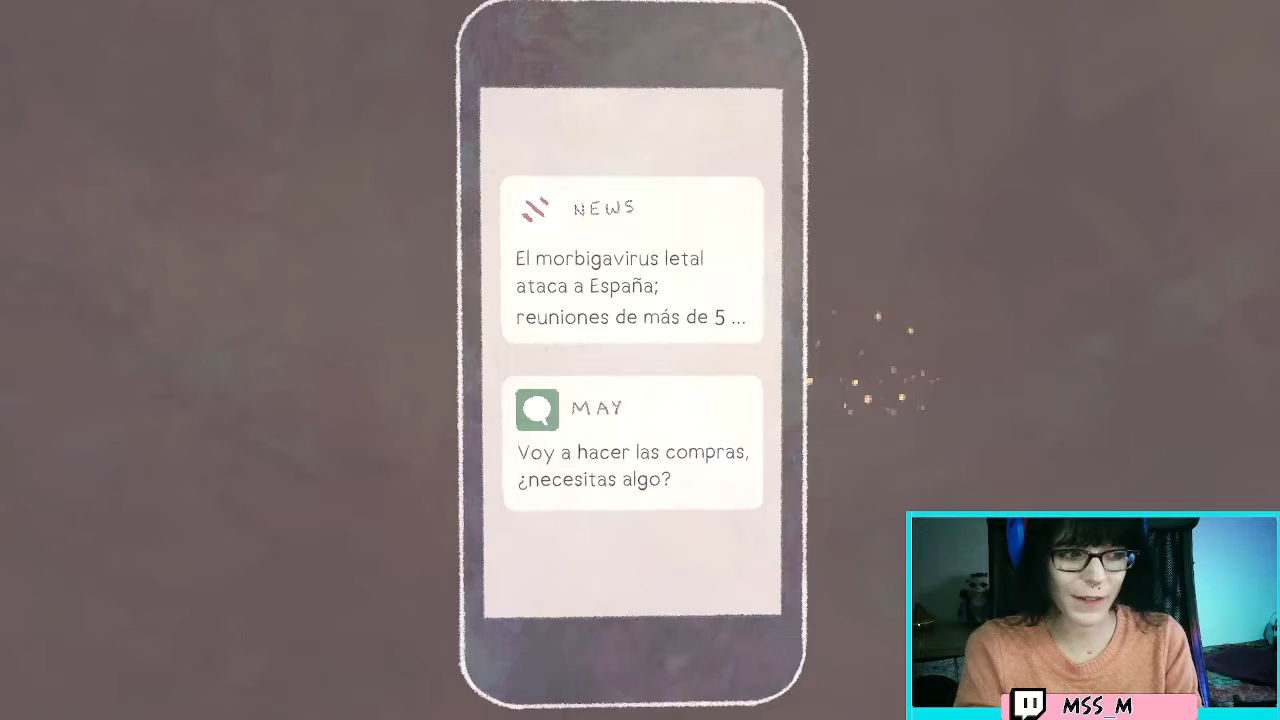 NEWS
El morbigavirus letal
ataca a España;
reuniones de más de 5 ...
MAY
Voy a hacer las compras,
¿necesitas algo?
MSS_M